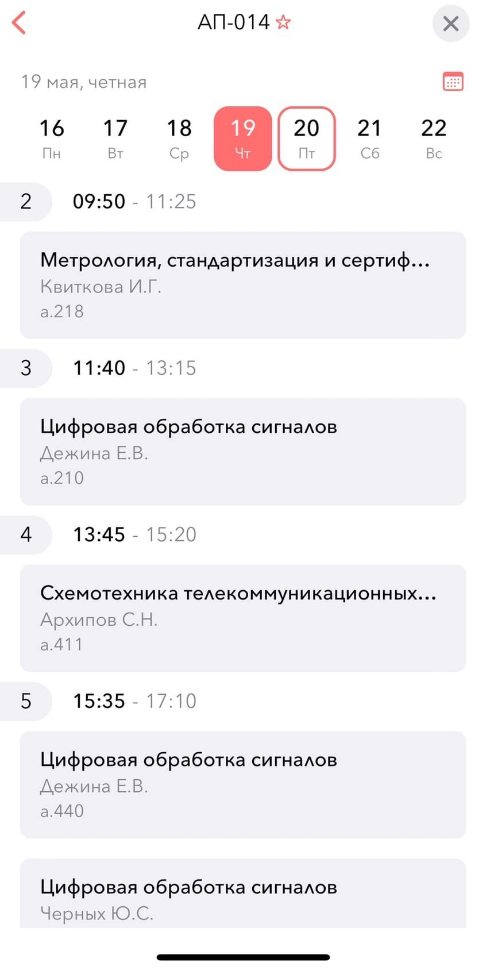 АП-014
19 мая, четная
16 17 18 19 20 21 22
Пн Вт Ср Чт Пт Сб Вс
2 09:50 - 11:25
Метрология, стандартизация и сертиф...
Квиткова И.Г.
а.218
3 11:40 - 13:15
Цифровая обработка сигналов
Дежина Е.В.
а.210
4 13:45 - 15:20
Схемотехника телекоммуникационных...
Архипов С.Н.
а.411
5 15:35 - 17:10
Цифровая обработка сигналов
Дежина Е.В.
а.440
Цифровая обработка сигналов
Черных Ю.С.